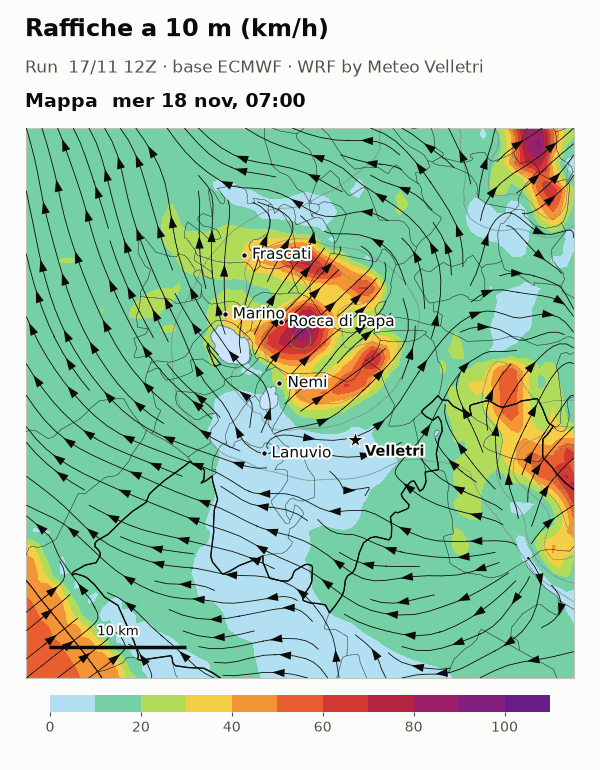 Raffiche a 10 m (km/h)
Run 17/11 12Z · base ECMWF · WRF by Meteo Velletri
Mappa mer 18 nov, 07:00
Frascati
Marino
Rocca di Papa
Nemi
Velletri
Lanuvio
10 km
0 20 40 60 80 100